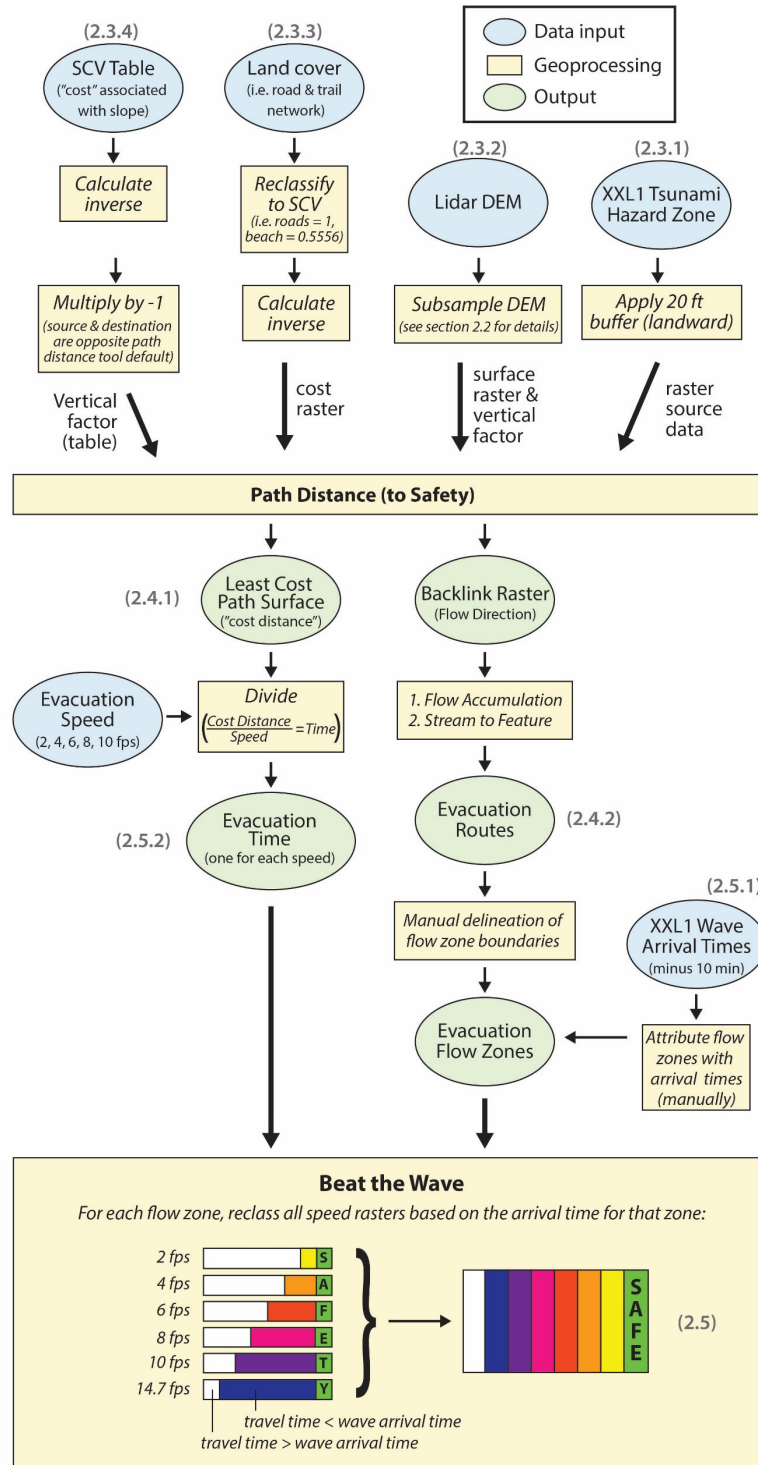 (2.3.4)
SCV Table
("cost" associated
with slope)
(2.3.3)
Land cover
(i.e. road & trail
network)
Data input
Geoprocessing
Output
(2.3.2)
Lidar DEM
(2.3.1)
XXL1 Tsunami
Hazard Zone
Calculate
inverse
Reclassify
to SCV
(i.e. roads = 1,
beach = 0.5556)
Multiply by -1
(source & destination
are opposite path
distance tool default)
Calculate
inverse
Subsample DEM
(see section 2.2 for details)
Apply 20 ft
buffer (landward)
Vertical
factor
(table)
cost
raster
surface
raster &
vertical
factor
raster
source
data
Path Distance (to Safety)
(2.4.1)
Least Cost
Path Surface
("cost distance")
Backlink Raster
(Flow Direction)
Evacuation
Speed
(2, 4, 6, 8, 10 fps)
Divide
(Cost Distance
Speed
=Time)
1. Flow Accumulation
2. Stream to Feature
(2.5.2)
Evacuation
Time
(one for each speed)
Evacuation
Routes
(2.4.2)
Manual delineation of
flow zone boundaries
(2.5.1)
XXL1 Wave
Arrival Times
(minus 10 min)
Evacuation
Flow Zones
Attribute flow
zones with
arrival times
(manually)
Beat the Wave
For each flow zone, reclass all speed rasters based on the arrival time for that zone:
2 fps S
4 fps A
6 fps F
8 fps E
10 fps T
14.7 fps Y
travel time < wave arrival time
travel time > wave arrival time
S
A
F
E
(2.5)